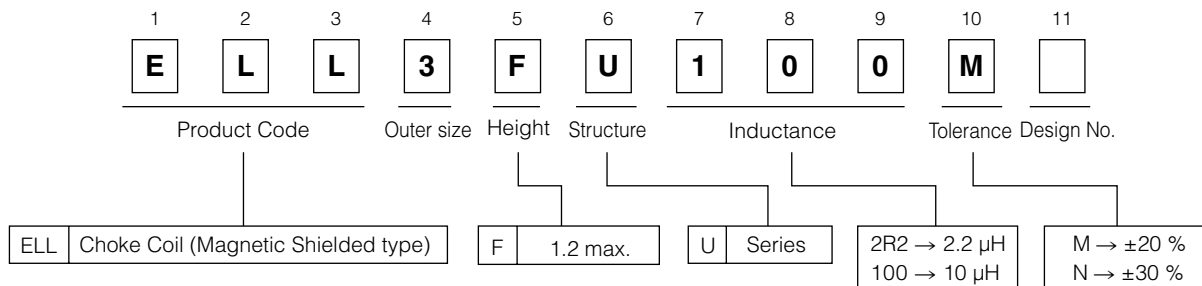 1 2 3 4 5 6 7 8 9 10 11
E L L 3 F U 1 0 0 M
Product Code Outer size Height Structure Inductance Tolerance Design No.
ELL Choke Coil (Magnetic Shielded type) F 1.2 max. U Series 2R2 → 2.2 µH M → ±20 %
100 → 10 µH N → ±30 %